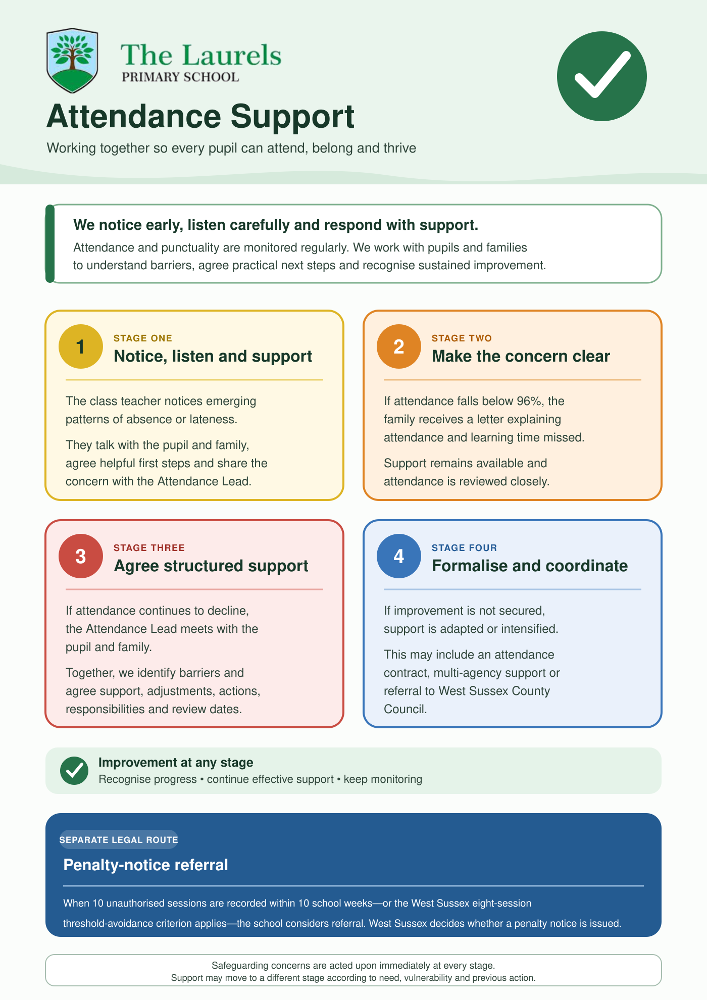 The Laurels
PRIMARY SCHOOL
Attendance Support
Working together so every pupil can attend, belong and thrive
We notice early, listen carefully and respond with support.
Attendance and punctuality are monitored regularly. We work with pupils and families
to understand barriers, agree practical next steps and recognise sustained improvement.
1
STAGE ONE
Notice, listen and support
The class teacher notices emerging
patterns of absence or lateness.
They talk with the pupil and family,
agree helpful first steps and share the
concern with the Attendance Lead.
2
STAGE TWO
Make the concern clear
If attendance falls below 96%, the
family receives a letter explaining
attendance and learning time missed.
Support remains available and
attendance is reviewed closely.
3
STAGE THREE
Agree structured support
If attendance continues to decline,
the Attendance Lead meets with the
pupil and family.
Together, we identify barriers and
agree support, adjustments, actions,
responsibilities and review dates.
4
STAGE FOUR
Formalise and coordinate
If improvement is not secured,
support is adapted or intensified.
This may include an attendance
contract, multi-agency support or
referral to West Sussex County
Council.
Improvement at any stage
Recognise progress • continue effective support • keep monitoring
SEPARATE LEGAL ROUTE
Penalty-notice referral
When 10 unauthorised sessions are recorded within 10 school weeks—or the West Sussex eight-session
threshold-avoidance criterion applies—the school considers referral. West Sussex decides whether a penalty notice is issued.
Safeguarding concerns are acted upon immediately at every stage.
Support may move to a different stage according to need, vulnerability and previous action.